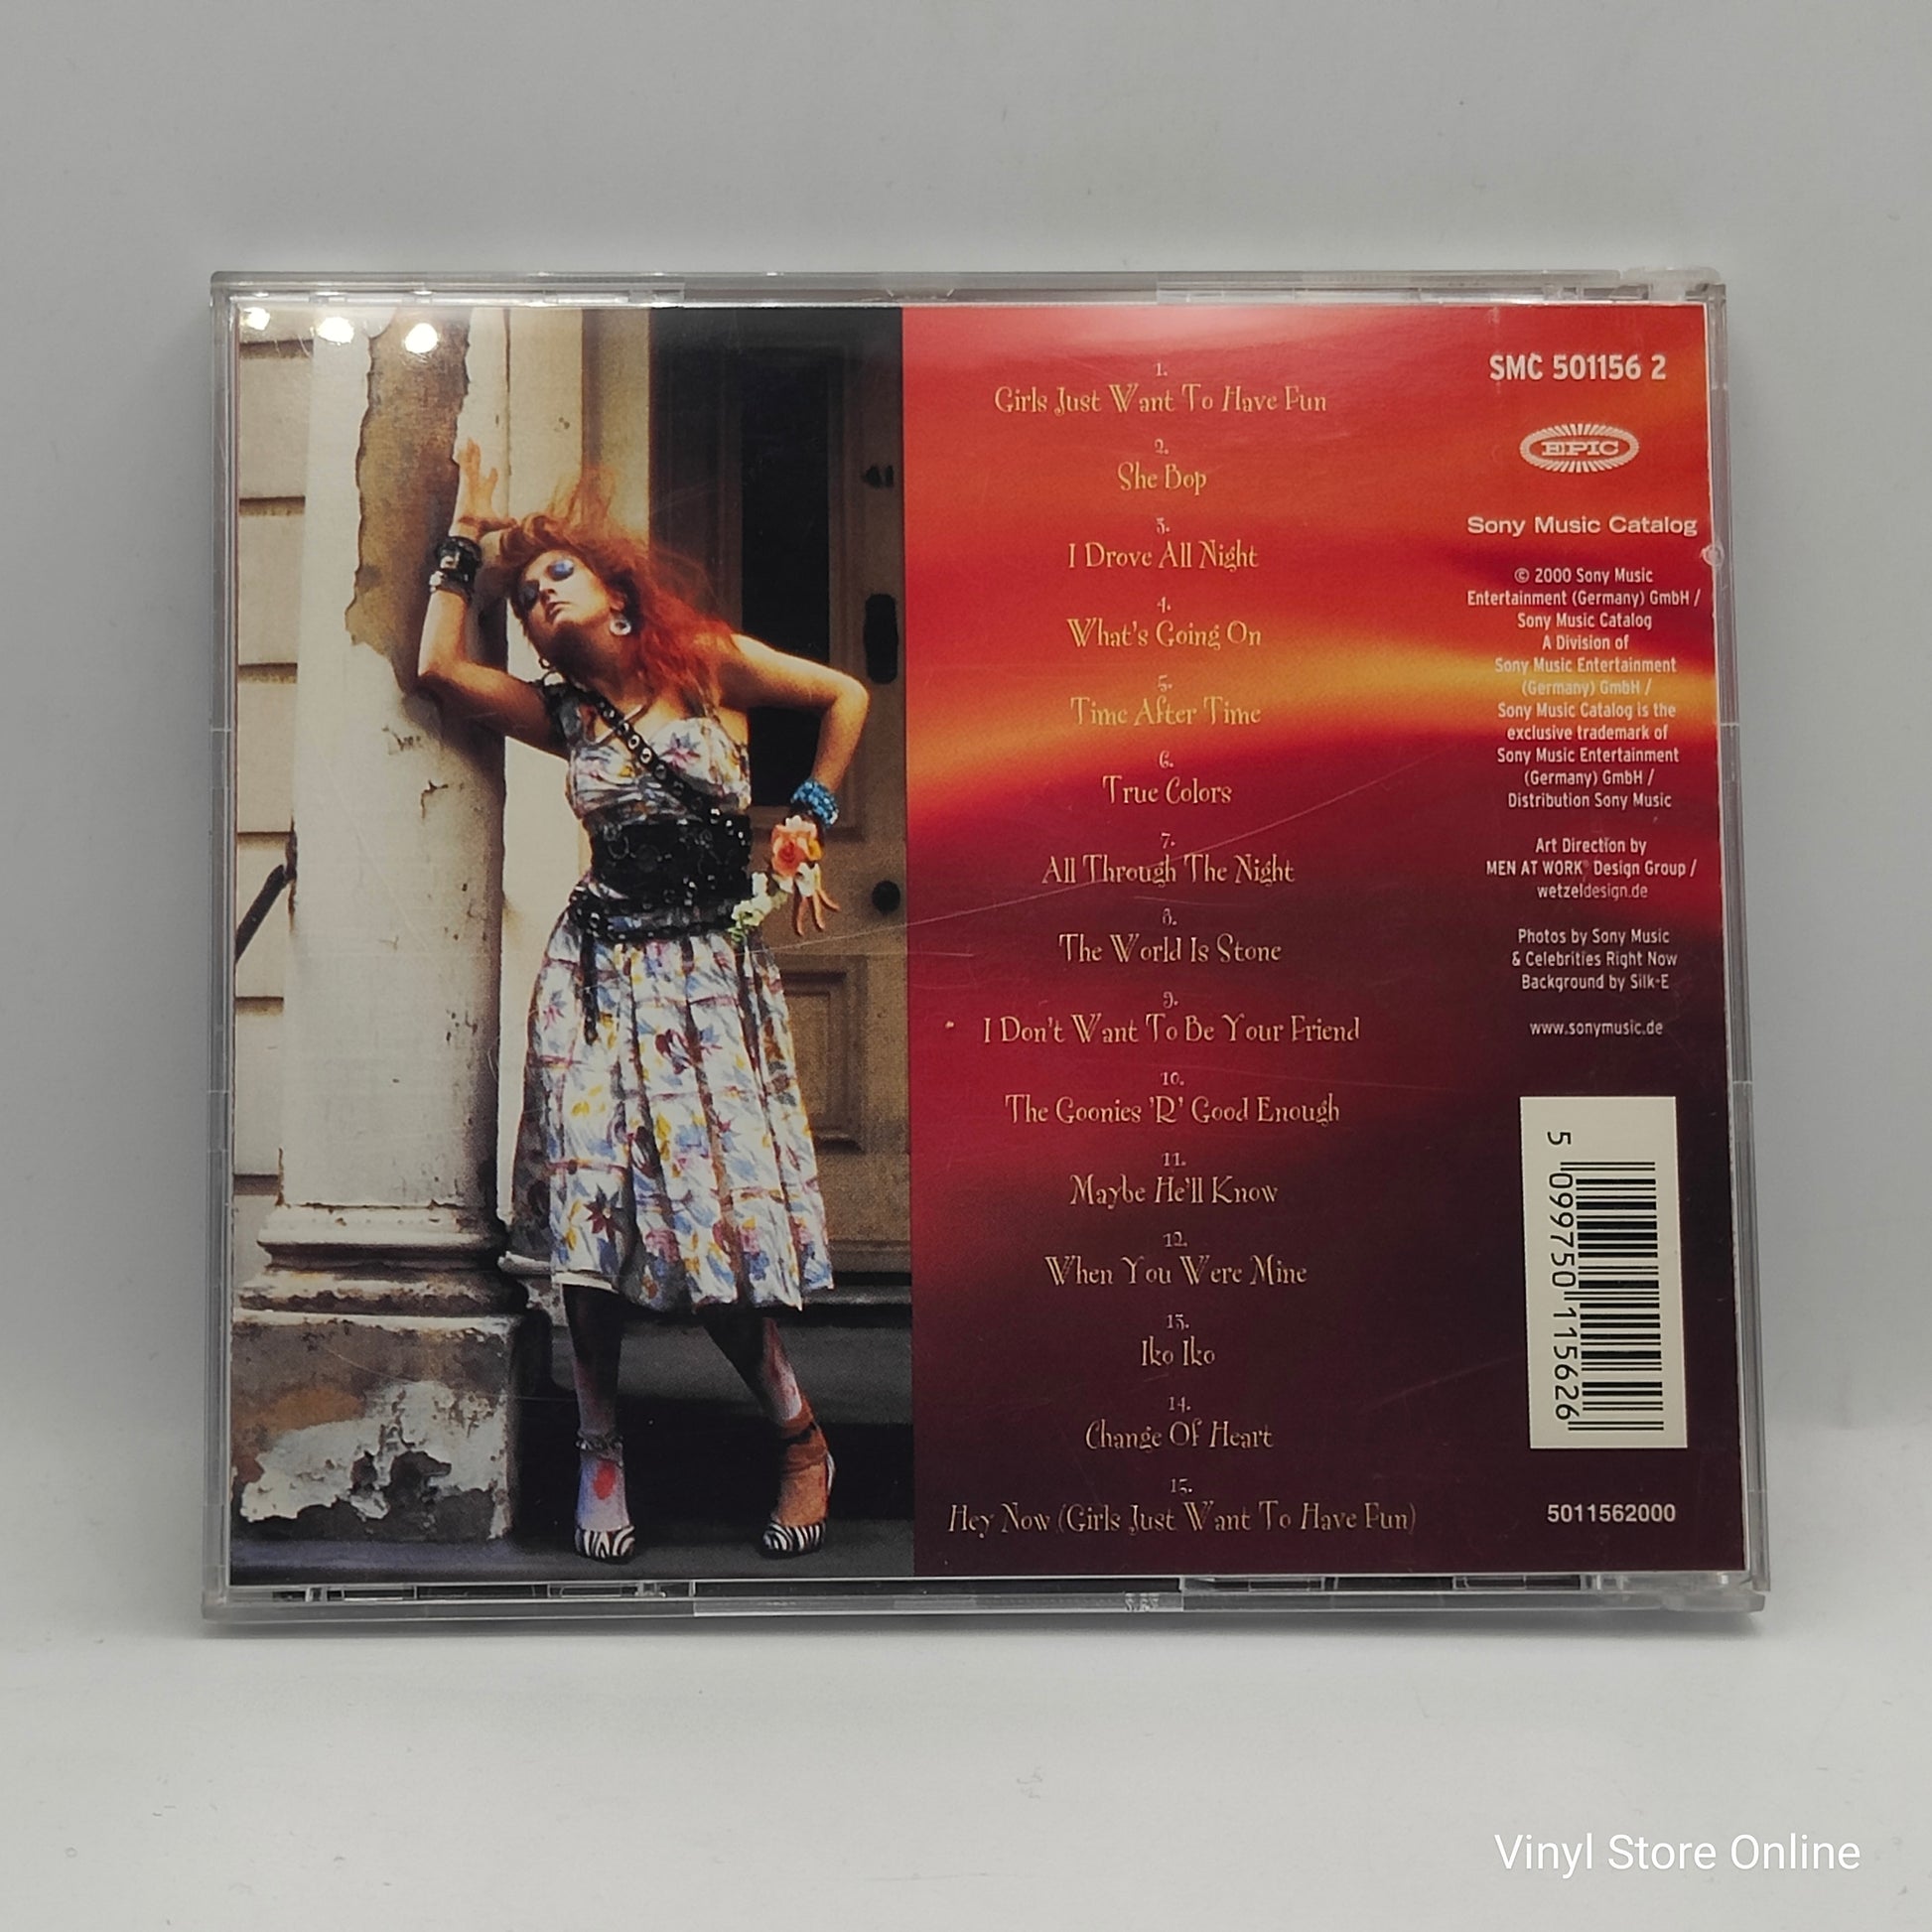 41
1.
Girls Just Want To Have Fun
2.
She Bop
3.
I Drove All Night
4.
What's Going On
5.
Time After Time
6.
True Colors
7.
All Through The Night
8.
The World Is Stone
9.
I Don't Want To Be Your Friend
10.
The Goonies 'R' Good Enough
11.
Maybe He'll Know
12.
When You Were Mine
13.
Iko Iko
14.
Change Of Heart
15.
Hey Now (Girls Just Want To Have Fun)
SMC 501156 2
EPIC
Sony Music Catalog
© 2000 Sony Music
Entertainment (Germany) GmbH /
Sony Music Catalog
A Division of
Sony Music Entertainment
(Germany) GmbH /
Sony Music Catalog is the
exclusive trademark of
Sony Music Entertainment
(Germany) GmbH /
Distribution Sony Music
Art Direction by
MEN AT WORK® Design Group /
wetzeldesign.de
Photos by Sony Music
& Celebrities Right Now
Background by Silk-E
www.sonymusic.de
5 099750 115626
5011562000
Vinyl Store Online